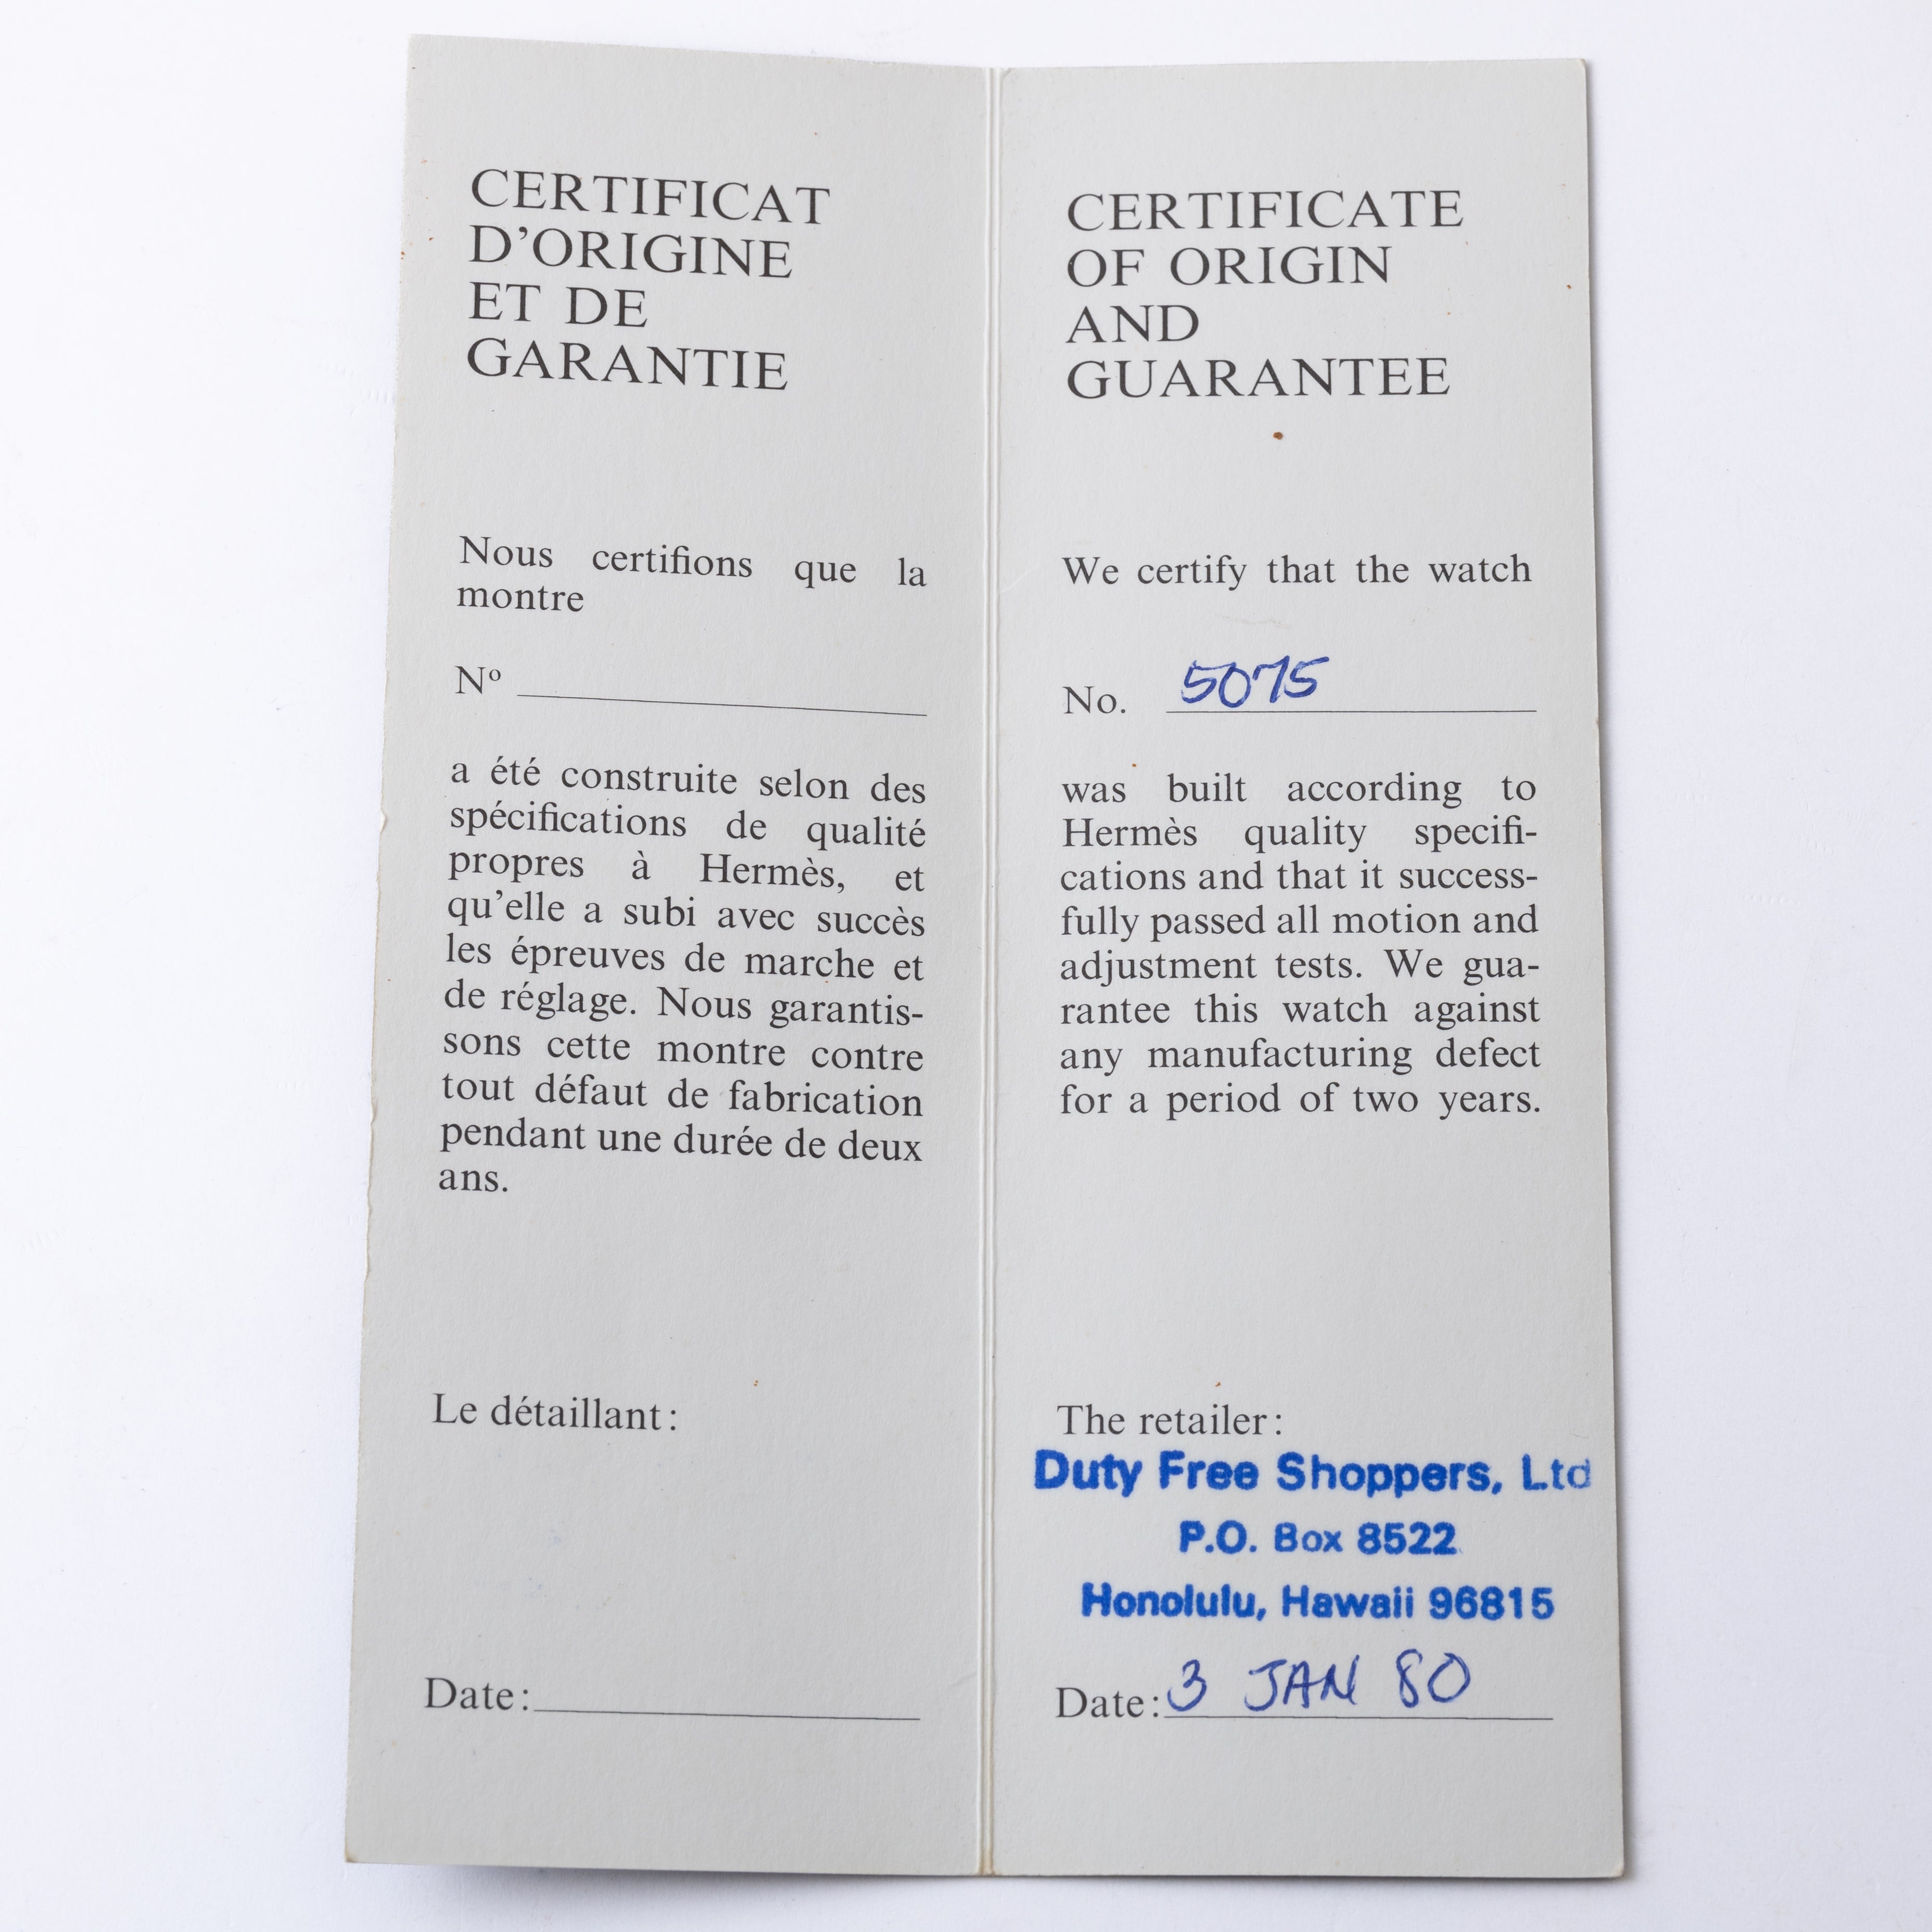 CERTIFICAT
D'ORIGINE
ET DE
GARANTIE
Nous certifions que la
montre
Nº
a été construite selon des
spécifications de qualité
propres à Hermès, et
qu'elle a subi avec succès
les épreuves de marche et
de réglage. Nous garantis-
sons cette montre contre
tout défaut de fabrication
pendant une durée de deux
ans.
Le détaillant:
Date:
CERTIFICATE
OF ORIGIN
AND
GUARANTEE
We certify that the watch
No. 5075
was built according to
Hermès quality specifi-
cations and that it success-
fully passed all motion and
adjustment tests. We gua-
rantee this watch against
any manufacturing defect
for a period of two years.
The retailer:
Duty Free Shoppers, Ltd
P.O. Box 8522
Honolulu, Hawaii 96815
Date: 3 JAN 80